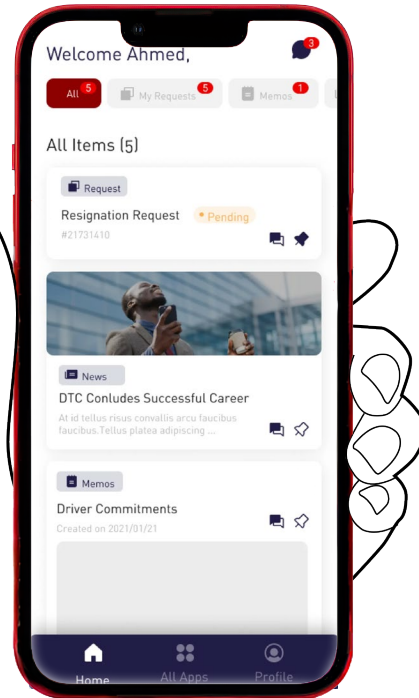 Welcome Ahmed,
3
All 5
My Requests 5
Memos 1
All Items (5)
Request
Resignation Request
Pending
#21731410
News
DTC Conludes Successful Career
At id tellus risus convallis arcu faucibus
faucibus.Tellus platea adipiscing ...
Memos
Driver Commitments
Created on 2021/01/21
Home
All Apps
Profile